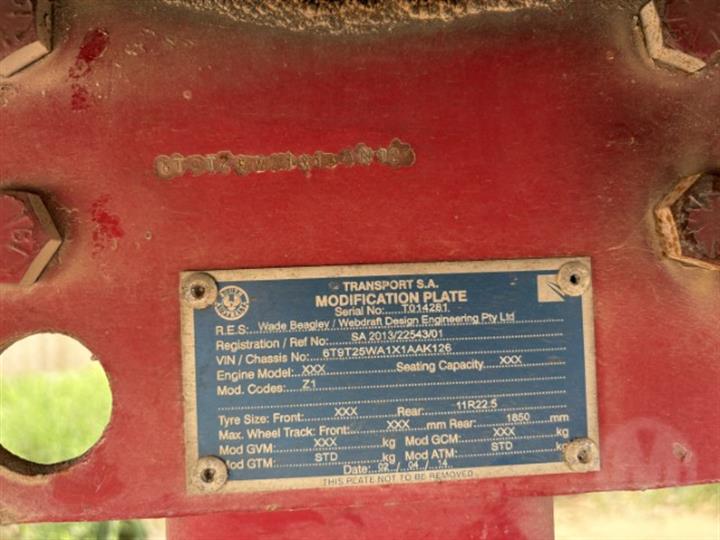 TRANSPORT S.A.
MODIFICATION PLATE
Serial No: T014281
R.E.S: Wade Beagley / Webdraft Design Engineering Pty Ltd
Registration / Ref No: SA 2013/22543/01
VIN / Chassis No: 6T9T25WA1X1AAK126
Engine Model: XXX Seating Capacity: XXX
Mod. Codes: Z1
Tyre Size: Front: XXX Rear: 11R22.5
Max. Wheel Track: Front: XXX mm Rear: 1850 mm
Mod GVM: XXX kg Mod GCM: XXX kg
Mod GTM: STD kg Mod ATM: STD kg
Date: 02 / 04 / 14
THIS PLATE NOT TO BE REMOVED